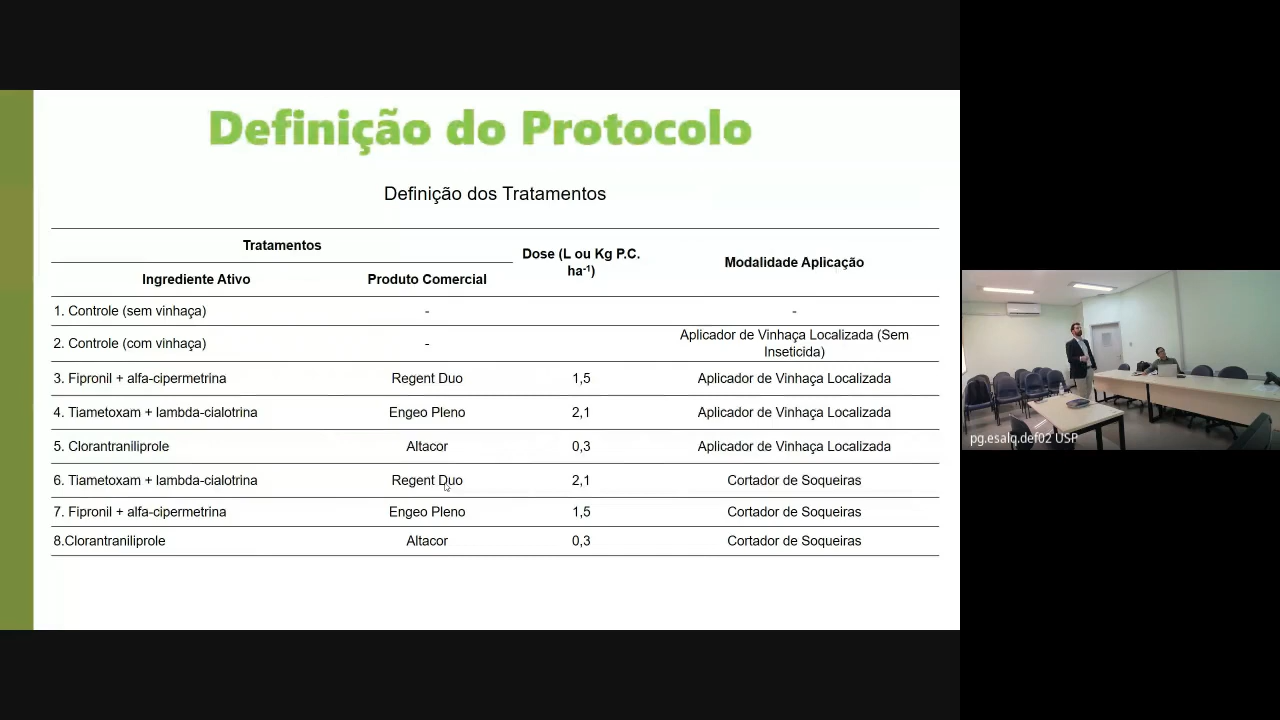 Definição do Protocolo
Definição dos Tratamentos
Tratamentos
Dose (L ou Kg P.C. ha⁻¹)
Modalidade Aplicação
Ingrediente Ativo Produto Comercial
1. Controle (sem vinhaça) - -
2. Controle (com vinhaça) - Aplicador de Vinhaça Localizada (Sem Inseticida)
3. Fipronil + alfa-cipermetrina Regent Duo 1,5 Aplicador de Vinhaça Localizada
4. Tiametoxam + lambda-cialotrina Engeo Pleno 2,1 Aplicador de Vinhaça Localizada
5. Clorantraniliprole Altacor 0,3 Aplicador de Vinhaça Localizada
6. Tiametoxam + lambda-cialotrina Regent Duo 2,1 Cortador de Soqueiras
7. Fipronil + alfa-cipermetrina Engeo Pleno 1,5 Cortador de Soqueiras
8.Clorantraniliprole Altacor 0,3 Cortador de Soqueiras
pg.esalq.def02 USP